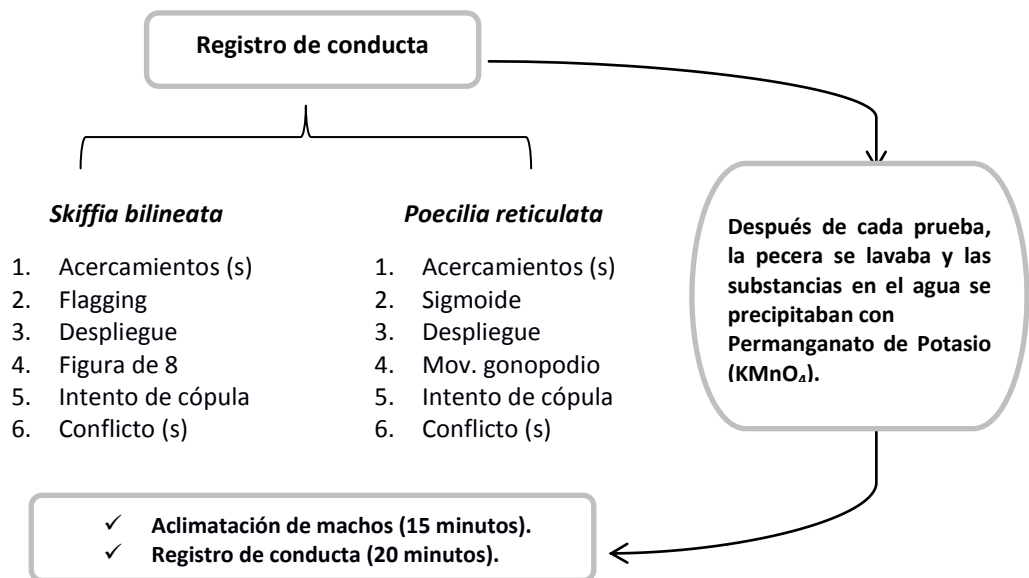 Registro de conducta
Skiffia bilineata
1. Acercamientos (s)
2. Flagging
3. Despliegue
4. Figura de 8
5. Intento de cópula
6. Conflicto (s)
Poecilia reticulata
1. Acercamientos (s)
2. Sigmoide
3. Despliegue
4. Mov. gonopodio
5. Intento de cópula
6. Conflicto (s)
Después de cada prueba,
la pecera se lavaba y las
substancias en el agua se
precipitaban con
Permanganato de Potasio
(KMnO₄).
✓ Aclimatación de machos (15 minutos).
✓ Registro de conducta (20 minutos).